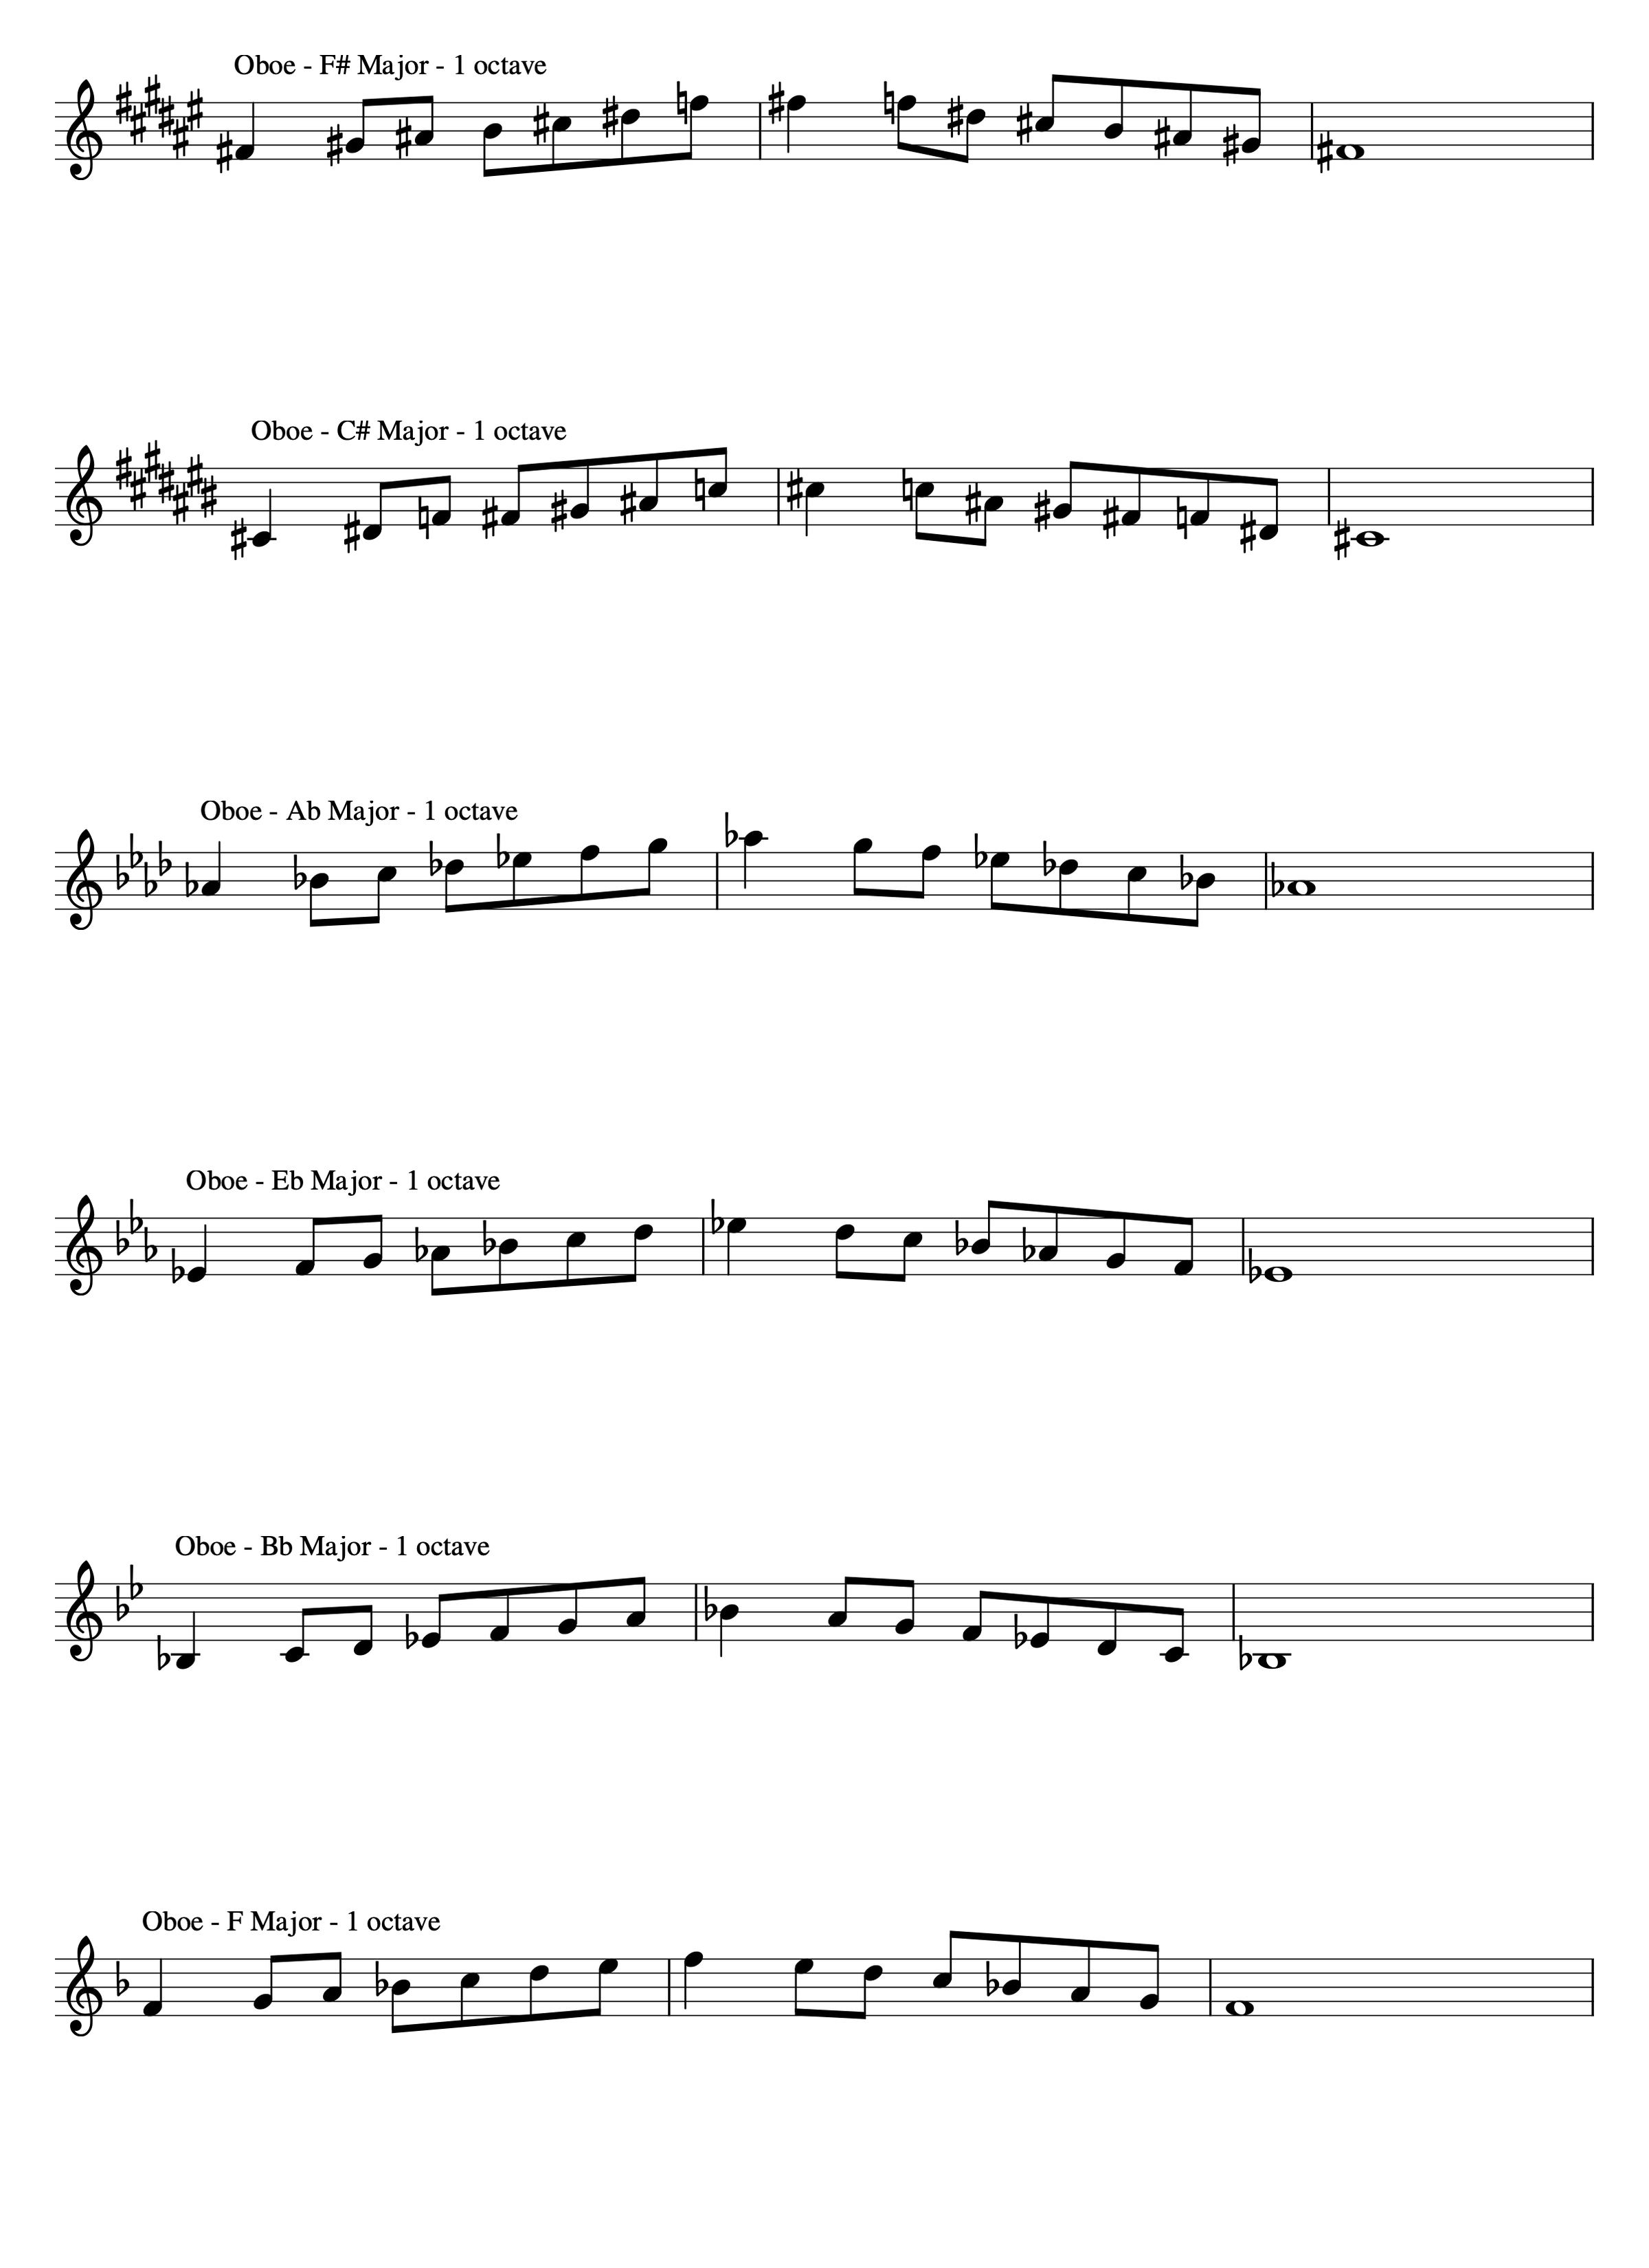 Oboe - F# Major - 1 octave
Oboe - C# Major - 1 octave
Oboe - Ab Major - 1 octave
Oboe - Eb Major - 1 octave
Oboe - Bb Major - 1 octave
Oboe - F Major - 1 octave